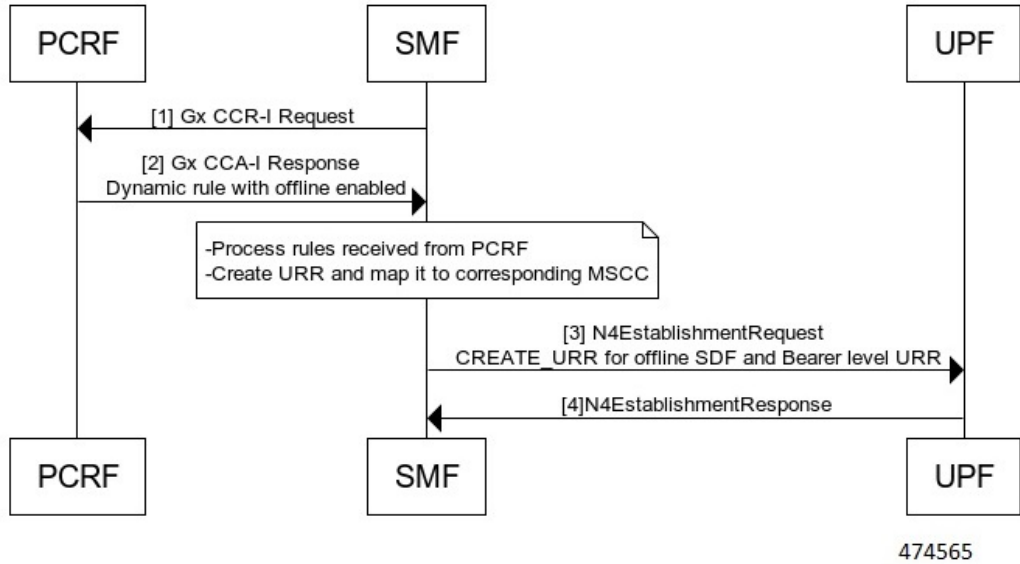 PCRF
SMF
UPF
[1] Gx CCR-I Request
[2] Gx CCA-I Response
Dynamic rule with offline enabled
-Process rules received from PCRF
-Create URR and map it to corresponding MSCC
[3] N4EstablishmentRequest
CREATE_URR for offline SDF and Bearer level URR
[4]N4EstablishmentResponse
PCRF
SMF
UPF
474565